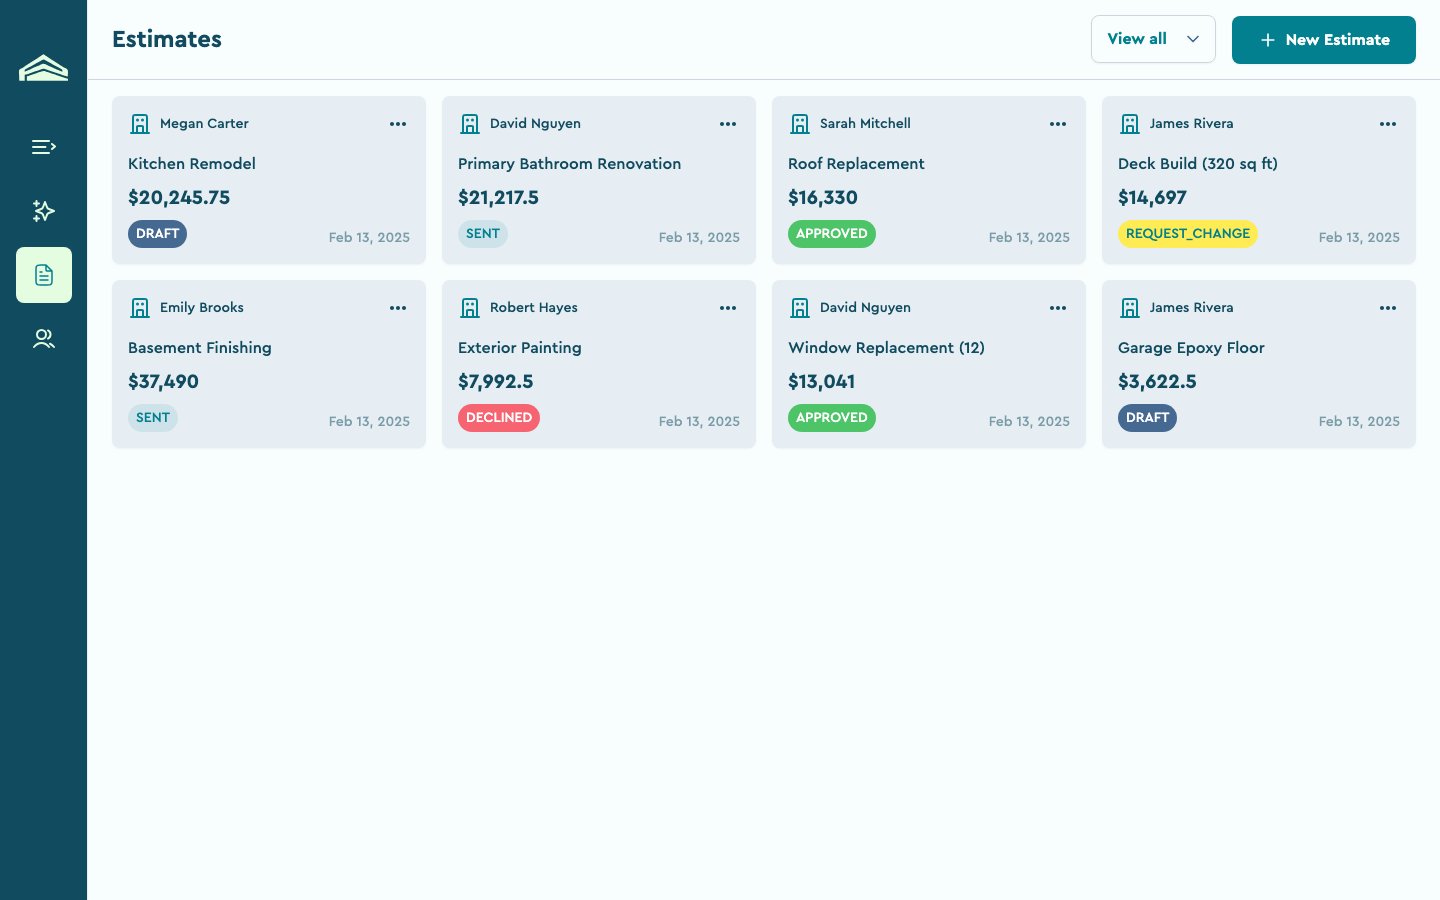 Estimates
View all
New Estimate
Megan Carter
Kitchen Remodel
$20,245.75
DRAFT
Feb 13, 2025
David Nguyen
Primary Bathroom Renovation
$21,217.5
SENT
Feb 13, 2025
Sarah Mitchell
Roof Replacement
$16,330
APPROVED
Feb 13, 2025
James Rivera
Deck Build (320 sq ft)
$14,697
REQUEST_CHANGE
Feb 13, 2025
Emily Brooks
Basement Finishing
$37,490
SENT
Feb 13, 2025
Robert Hayes
Exterior Painting
$7,992.5
DECLINED
Feb 13, 2025
David Nguyen
Window Replacement (12)
$13,041
APPROVED
Feb 13, 2025
James Rivera
Garage Epoxy Floor
$3,622.5
DRAFT
Feb 13, 2025